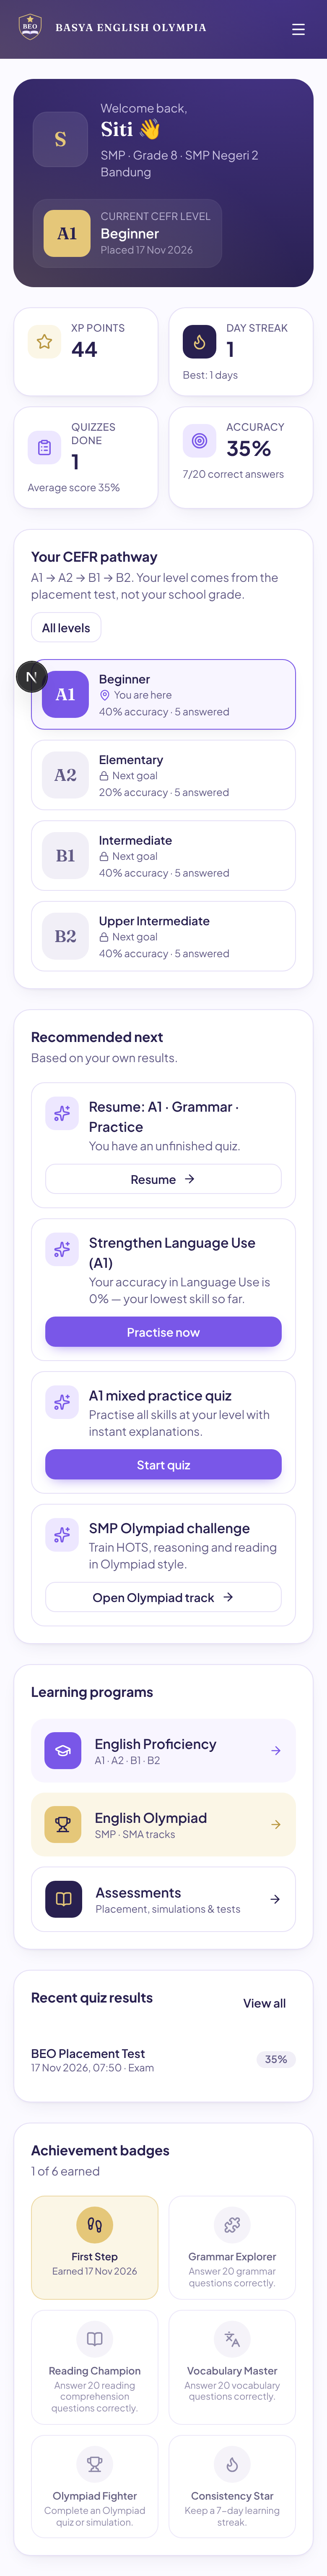 BEO
BASYA ENGLISH OLYMPIA
S
Welcome back,
Siti 👋
SMP · Grade 8 · SMP Negeri 2
Bandung
A1
CURRENT CEFR LEVEL
Beginner
Placed 17 Nov 2026
XP POINTS
44
DAY STREAK
1
Best: 1 days
QUIZZES
DONE
1
Average score 35%
ACCURACY
35%
7/20 correct answers
Your CEFR pathway
A1 → A2 → B1 → B2. Your level comes from the
placement test, not your school grade.
All levels
N
A1
Beginner
You are here
40% accuracy · 5 answered
A2
Elementary
Next goal
20% accuracy · 5 answered
B1
Intermediate
Next goal
40% accuracy · 5 answered
B2
Upper Intermediate
Next goal
40% accuracy · 5 answered
Recommended next
Based on your own results.
Resume: A1 · Grammar ·
Practice
You have an unfinished quiz.
Resume →
Strengthen Language Use
(A1)
Your accuracy in Language Use is
0% — your lowest skill so far.
Practise now
A1 mixed practice quiz
Practise all skills at your level with
instant explanations.
Start quiz
SMP Olympiad challenge
Train HOTS, reasoning and reading
in Olympiad style.
Open Olympiad track →
Learning programs
English Proficiency
A1 · A2 · B1 · B2
English Olympiad
SMP · SMA tracks
Assessments
Placement, simulations & tests
Recent quiz results
View all
BEO Placement Test
17 Nov 2026, 07:50 · Exam
35%
Achievement badges
1 of 6 earned
First Step
Earned 17 Nov 2026
Grammar Explorer
Answer 20 grammar
questions correctly.
Reading Champion
Answer 20 reading
comprehension
questions correctly.
Vocabulary Master
Answer 20 vocabulary
questions correctly.
Olympiad Fighter
Complete an Olympiad
quiz or simulation.
Consistency Star
Keep a 7-day learning
streak.